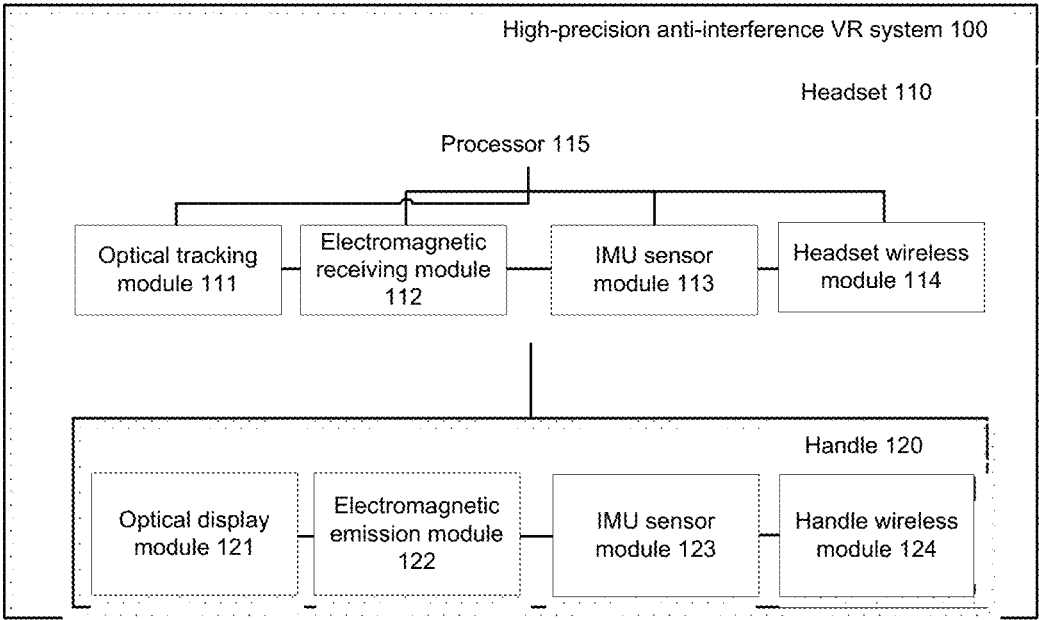 High-precision anti-interference VR system 100
Headset 110
Processor 115
Optical tracking
module 111
Electromagnetic
receiving module
112
IMU sensor
module 113
Headset wireless
module 114
Handle 120
Optical display
module 121
Electromagnetic
emission module
122
IMU sensor
module 123
Handle wireless
module 124